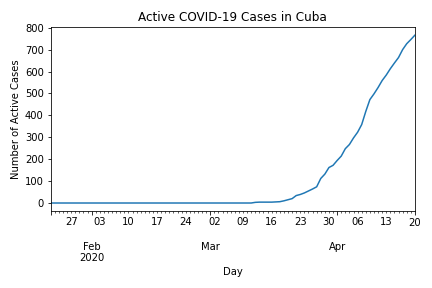 Active COVID-19 Cases in Cuba
Number of Active Cases
800
700
600
500
400
300
200
100
0
27 03 10 17 24 02 09 16 23 30 06 13 20
Feb Mar Apr
2020
Day